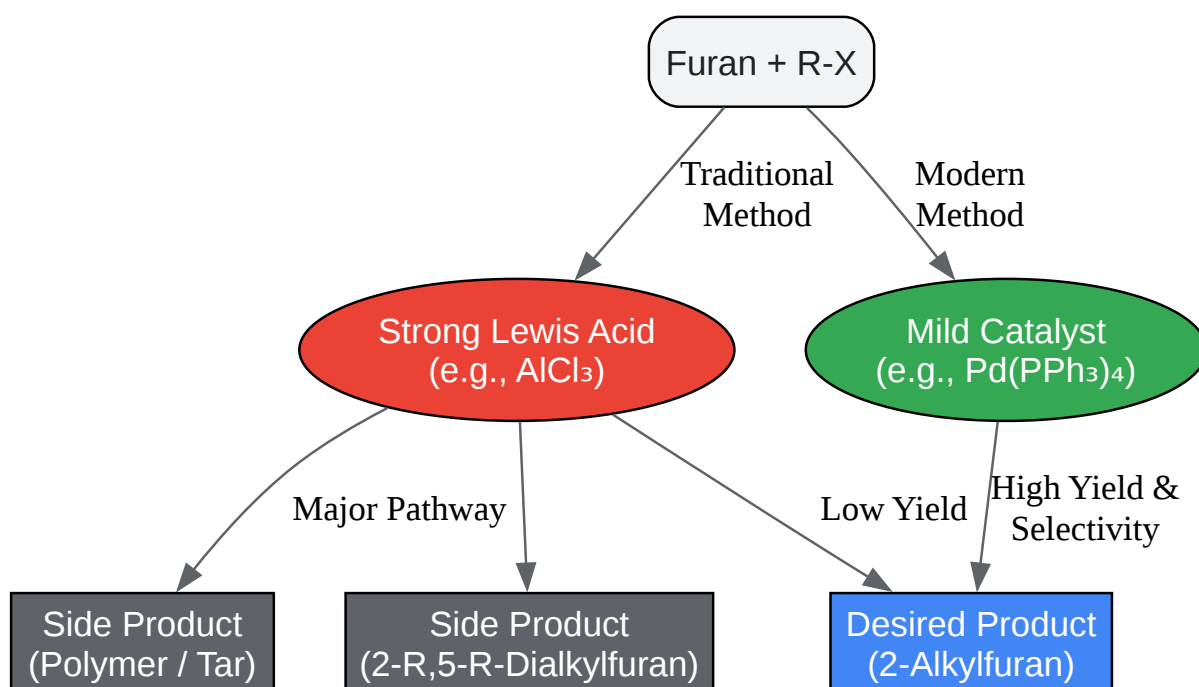 Furan + R-X
Traditional
Method
Modern
Method
Strong Lewis Acid
(e.g., AlCl₃)
Mild Catalyst
(e.g., Pd(PPh₃)₄)
Major Pathway
Low Yield
High Yield &
Selectivity
Side Product
(Polymer / Tar)
Side Product
(2-R,5-R-Dialkylfuran)
Desired Product
(2-Alkylfuran)